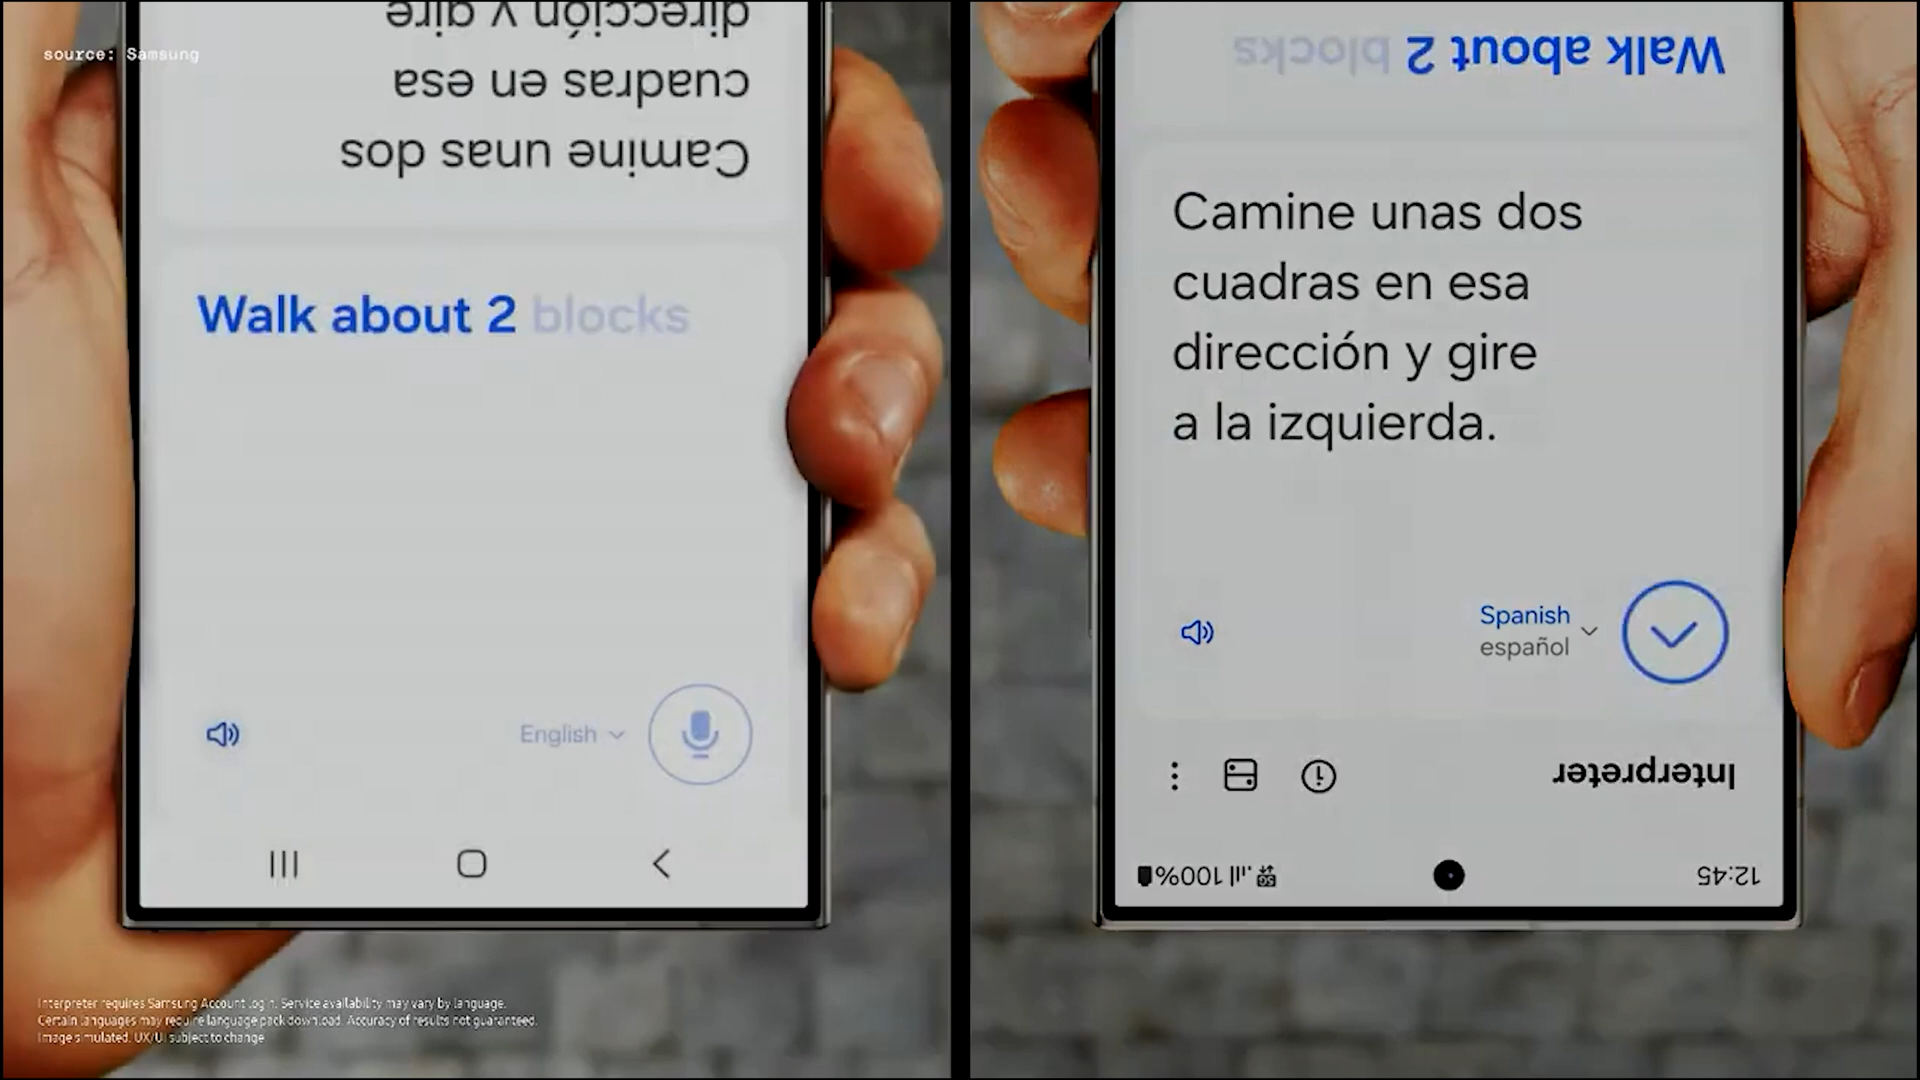 source: Samsung
dirección y gire
cuadras en esa
Camine unas dos
Walk about 2 blocks
English
Interpreter requires Samsung Account login. Service availability may vary by language.
Certain languages may require language pack download. Accuracy of results not guaranteed.
Image simulated. UX/UI subject to change
Walk about 2 blocks
Camine unas dos
cuadras en esa
dirección y gire
a la izquierda.
Spanish
español
Interpreter
12:45
5G 100%